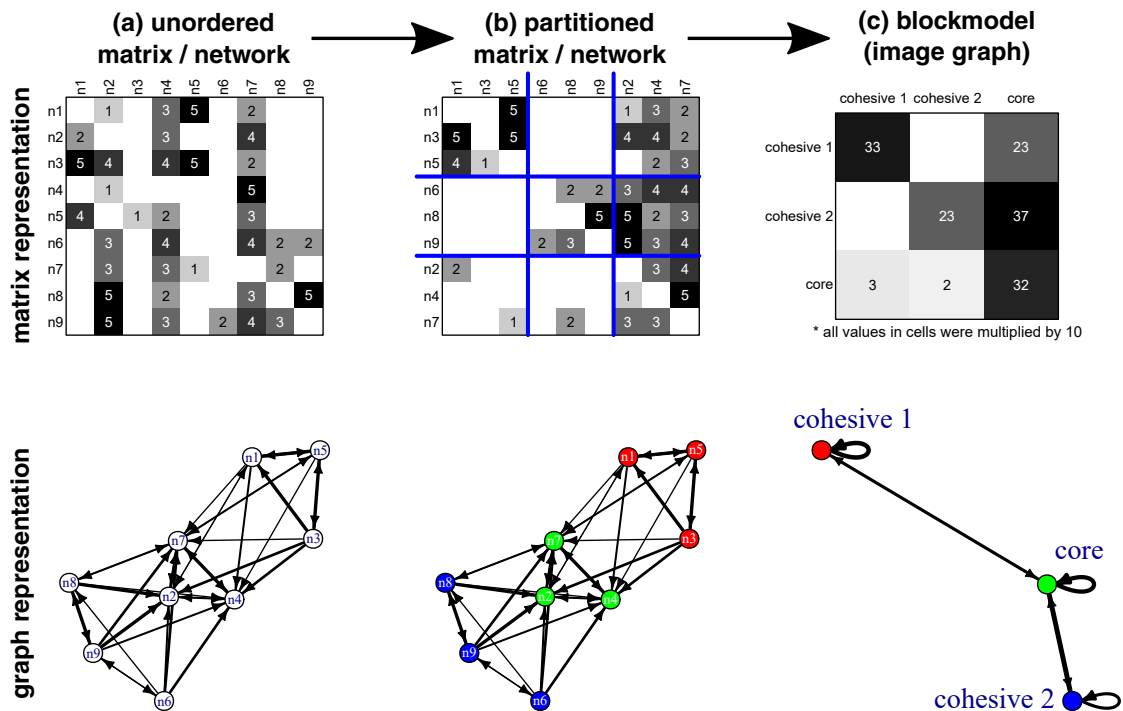 (a) unordered
matrix / network
(b) partitioned
matrix / network
(c) blockmodel
(image graph)
matrix representation
n1 n2 n3 n4 n5 n6 n7 n8 n9
n1 1 3 5 2
n2 2 3 4
n3 5 4 4 5 2
n4 1 5
n5 4 1 2 3
n6 3 4 4 2 2
n7 3 3 1 2
n8 5 2 3 5
n9 5 3 2 4 3
n1 n3 n5 n6 n8 n9 n2 n4 n7
n1 5 1 3 2
n3 5 5 4 4 2
n5 4 1 2 3
n6 2 2 3 4 4
n8 5 5 2 3
n9 2 3 5 3 4
n2 2 3 4
n4 1 5
n7 1 2 3 3
cohesive 1 cohesive 2 core
cohesive 1 33 23
cohesive 2 23 37
core 3 2 32
* all values in cells were multiplied by 10
graph representation
n1
n5
n3
n7
n8
n2
n4
n9
n6
n1
n5
n3
n7
n8
n2
n4
n9
n6
cohesive 1
core
cohesive 2